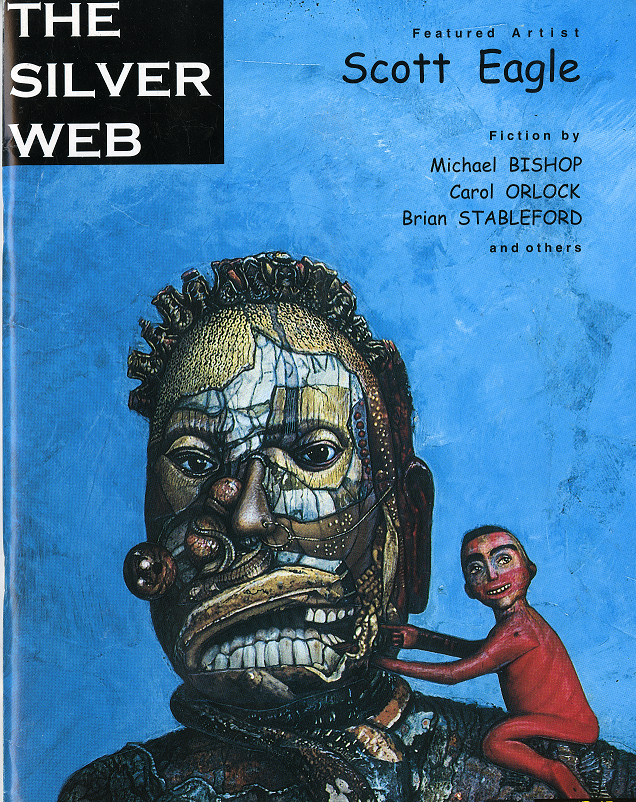 THE
SILVER
WEB
Featured Artist
Scott Eagle
Fiction by
Michael BISHOP
Carol ORLOCK
Brian STABLEFORD
and others